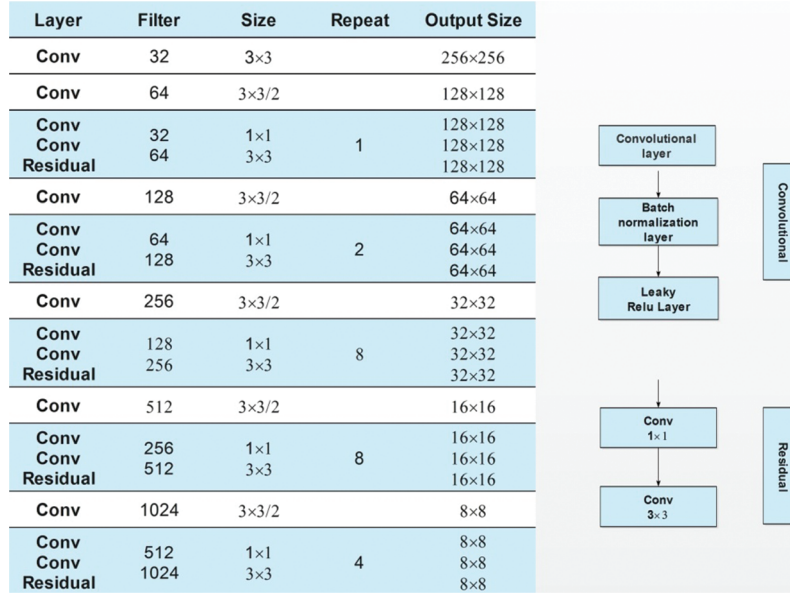 Layer Filter Size Repeat Output Size
Conv 32 3×3 256×256
Conv 64 3×3/2 128×128
Conv 32 1×1 128×128
Conv 64 3×3 1 128×128
Residual 128×128
Conv 128 3×3/2 64×64
Conv 64 1×1 64×64
Conv 128 3×3 2 64×64
Residual 64×64
Conv 256 3×3/2 32×32
Conv 128 1×1 32×32
Conv 256 3×3 8 32×32
Residual 32×32
Conv 512 3×3/2 16×16
Conv 256 1×1 16×16
Conv 512 3×3 8 16×16
Residual 16×16
Conv 1024 3×3/2 8×8
Conv 512 1×1 8×8
Conv 1024 3×3 4 8×8
Residual 8×8
Convolutional
layer
Batch
normalization
layer
Leaky
Relu Layer
Convolutional
Conv
1×1
Conv
3×3
Residual